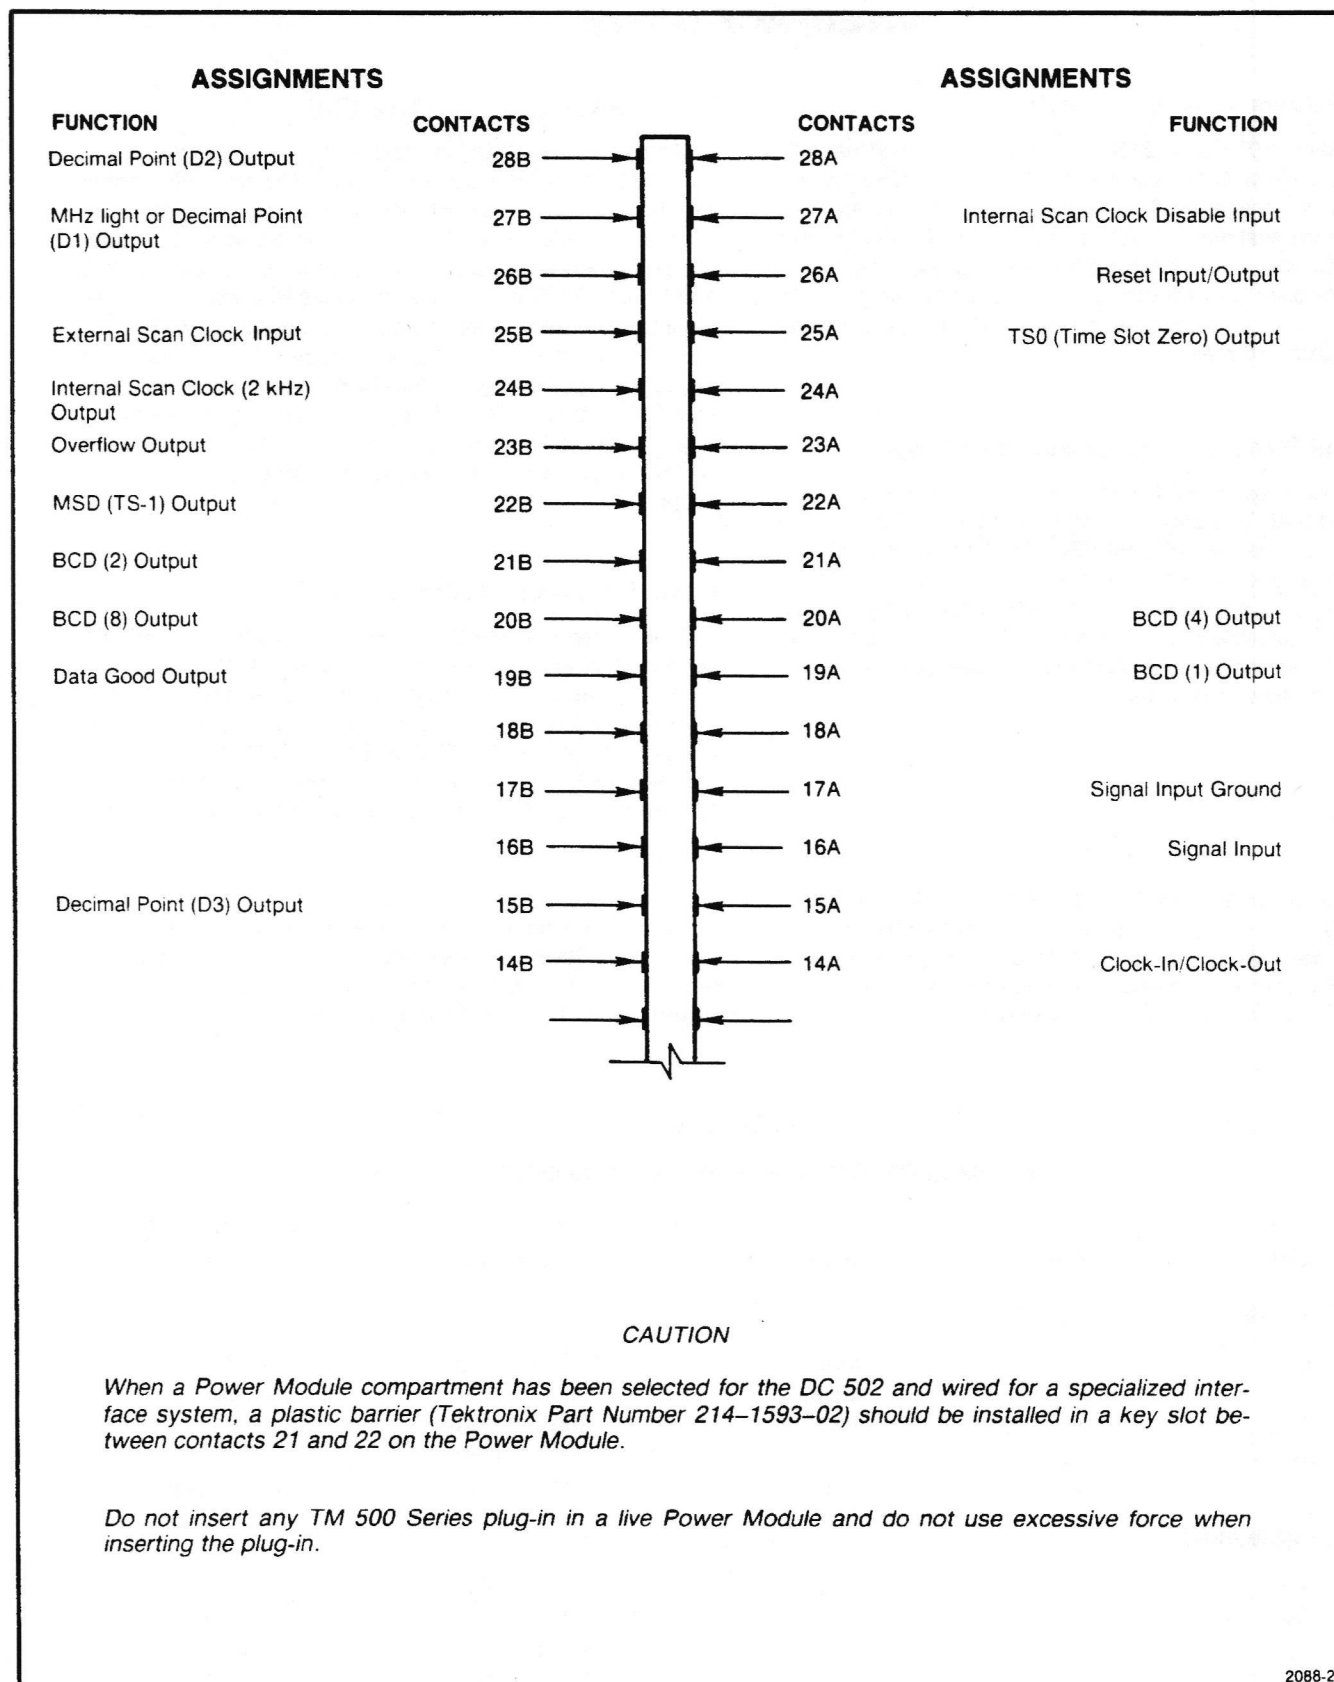 ASSIGNMENTS ASSIGNMENTS
FUNCTION CONTACTS CONTACTS FUNCTION
Decimal Point (D2) Output 28B 28A
MHz light or Decimal Point 27B 27A Internal Scan Clock Disable Input
(D1) Output
26B 26A Reset Input/Output
External Scan Clock Input 25B 25A TS0 (Time Slot Zero) Output
Internal Scan Clock (2 kHz) 24B 24A
Output
Overflow Output 23B 23A
MSD (TS-1) Output 22B 22A
BCD (2) Output 21B 21A
BCD (8) Output 20B 20A BCD (4) Output
Data Good Output 19B 19A BCD (1) Output
18B 18A
17B 17A Signal Input Ground
16B 16A Signal Input
Decimal Point (D3) Output 15B 15A
14B 14A Clock-In/Clock-Out
CAUTION
When a Power Module compartment has been selected for the DC 502 and wired for a specialized inter-
face system, a plastic barrier (Tektronix Part Number 214–1593–02) should be installed in a key slot be-
tween contacts 21 and 22 on the Power Module.
Do not insert any TM 500 Series plug-in in a live Power Module and do not use excessive force when
inserting the plug-in.
2088-2